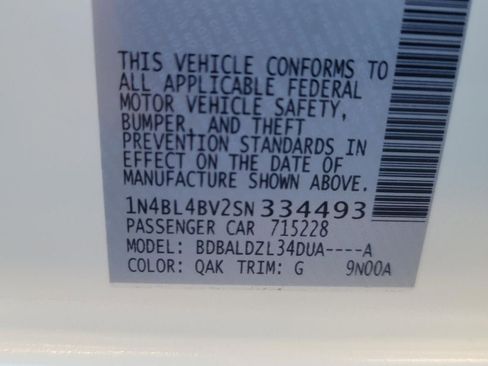 THIS VEHICLE CONFORMS TO
ALL APPLICABLE FEDERAL
MOTOR VEHICLE SAFETY,
BUMPER, AND THEFT
PREVENTION STANDARDS IN
EFFECT ON THE DATE OF
MANUFACTURE SHOWN ABOVE.
1N4BL4BV2SN334493
PASSENGER CAR 715228
MODEL: BDBALDZL34DUA----A
COLOR: QAK TRIM: G 9N00A